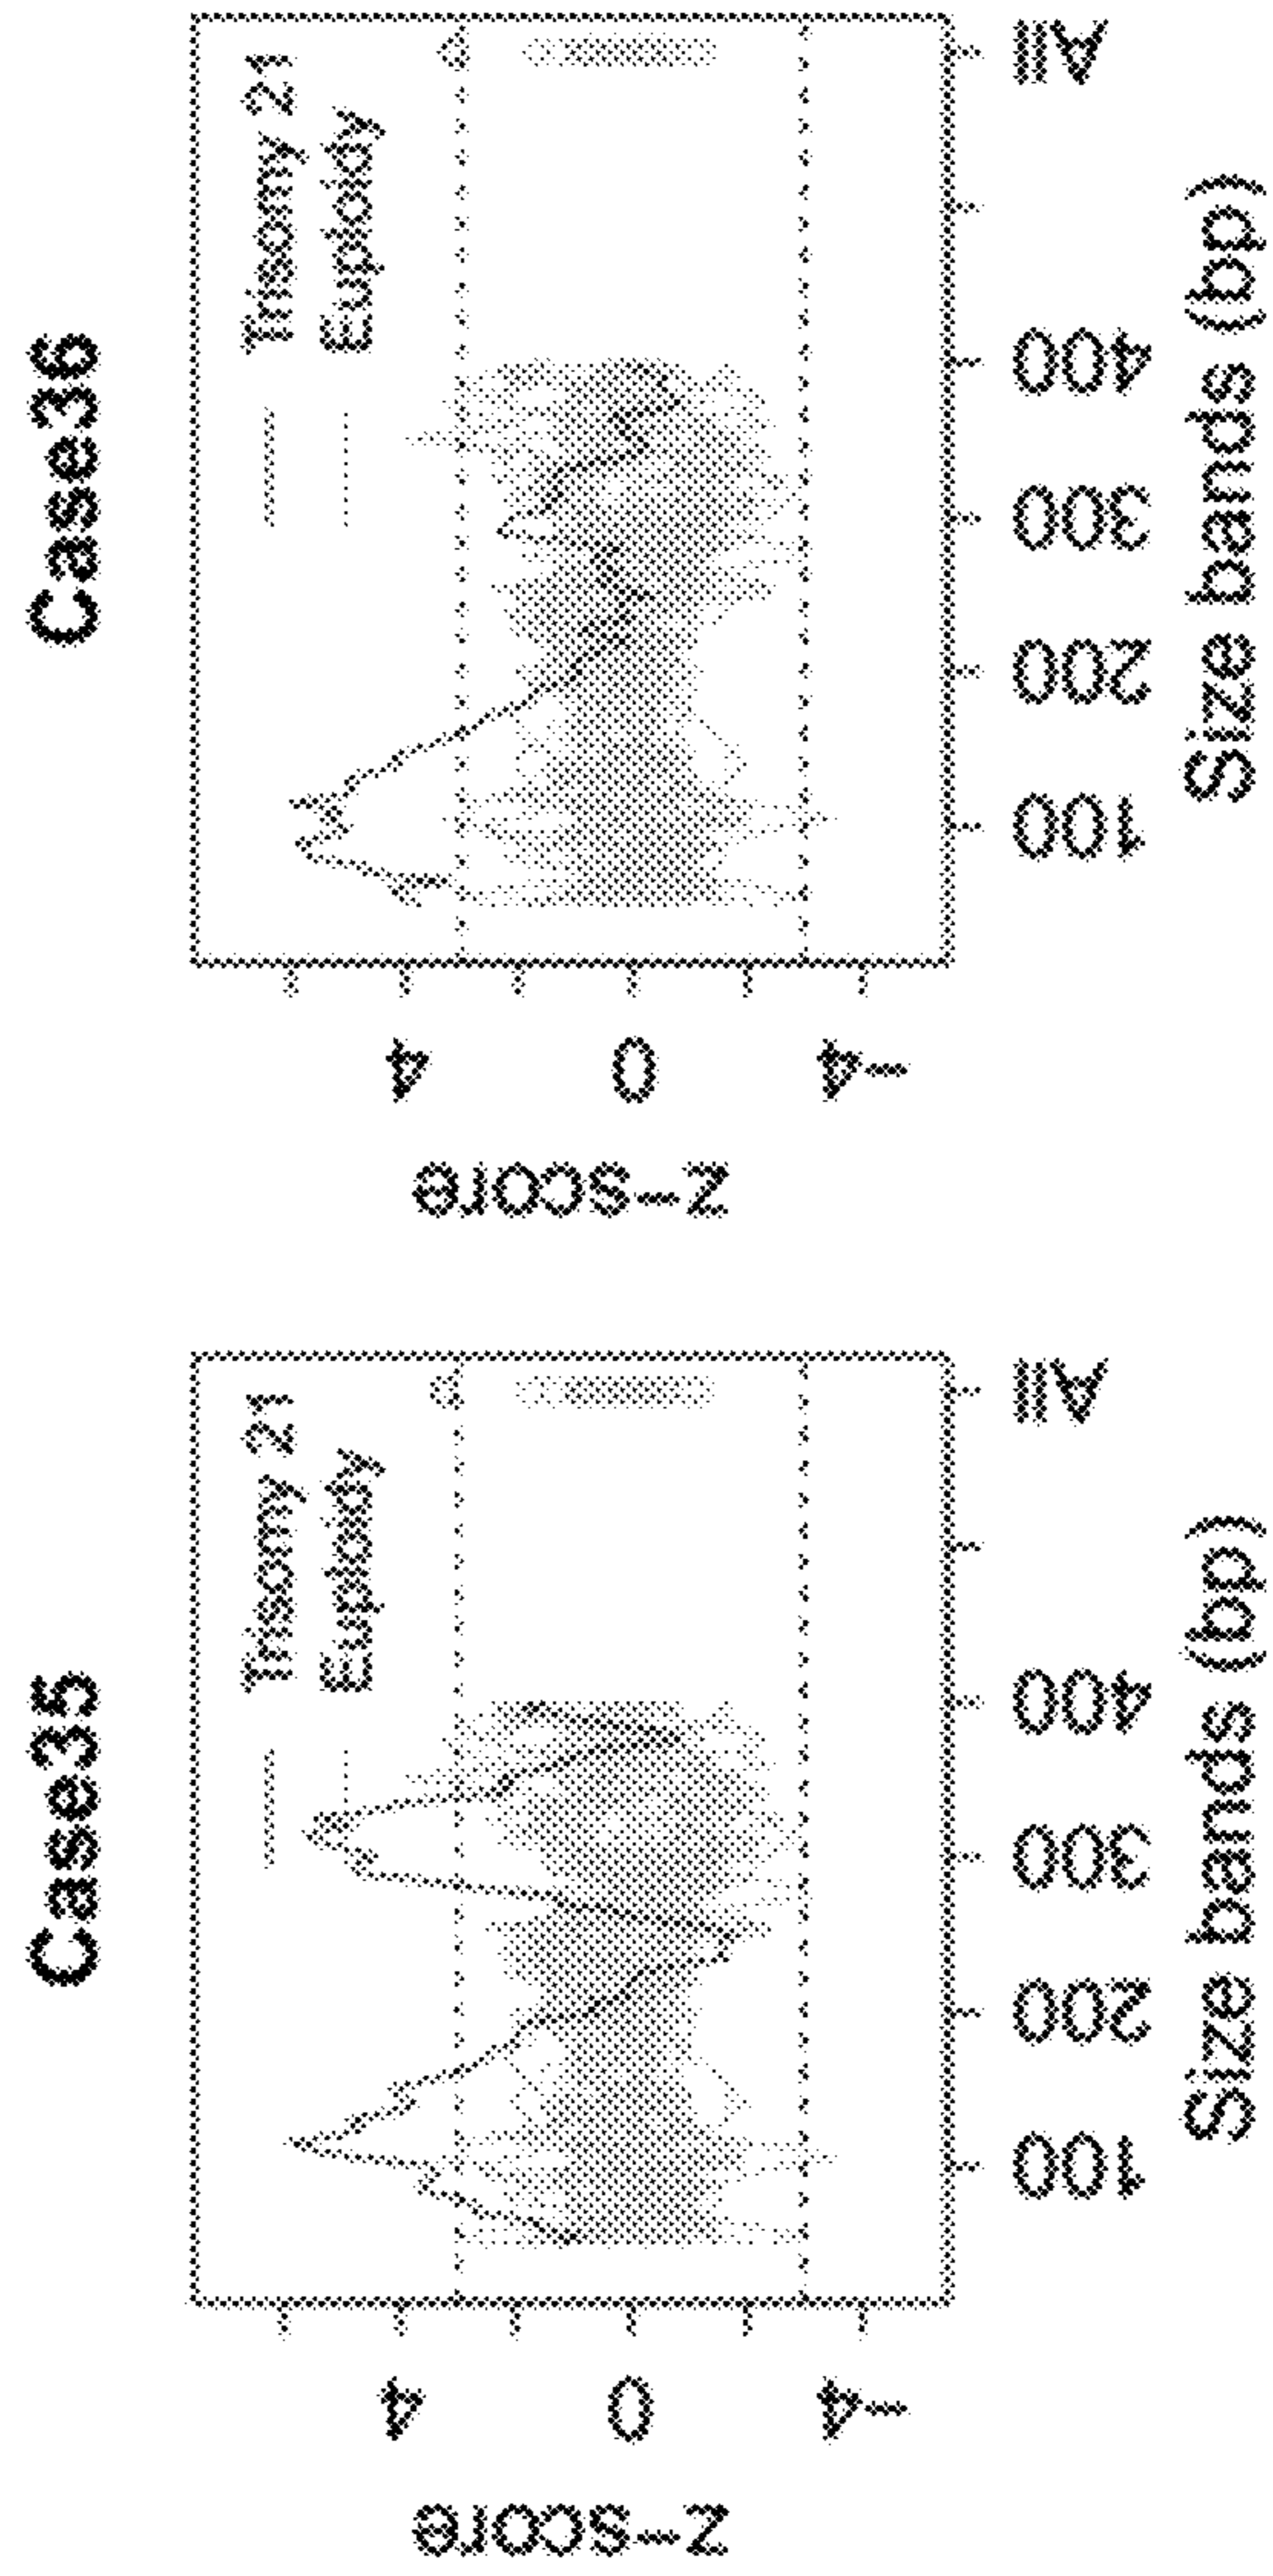 Case35
Trisomy 21
Euploidy
z-score
4
0
-4
100
200
300
400
All
Size bands (bp)
Case36
Trisomy 21
Euploidy
z-score
4
0
-4
100
200
300
400
All
Size bands (bp)